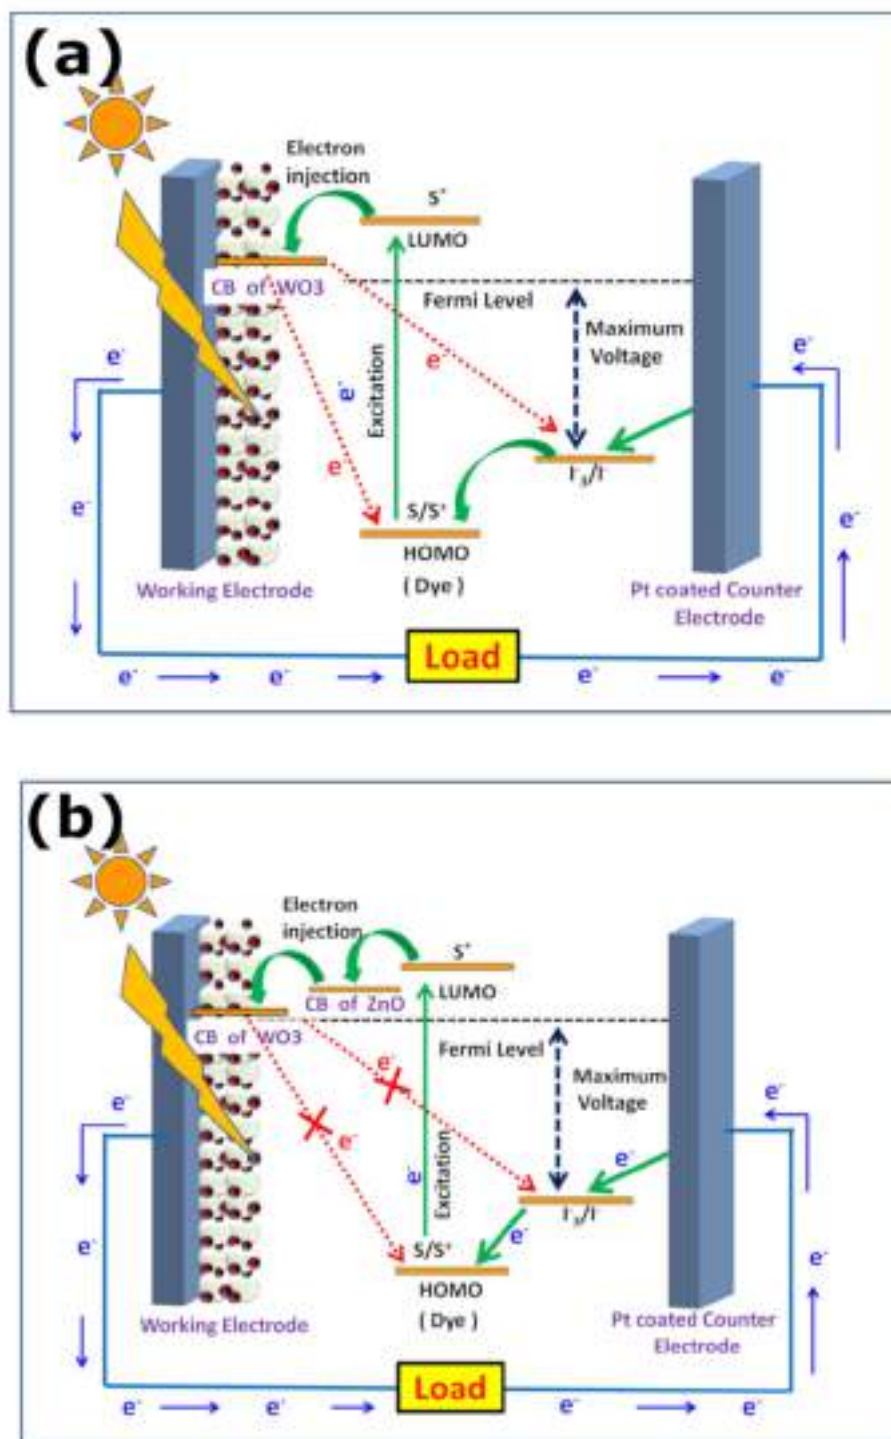 (a)
Electron
injection
S⁺
LUMO
CB of WO3
Fermi Level
Maximum
Voltage
e⁻
e⁻
e⁻
e⁻
Excitation
e⁻
I⁻₃/I⁻
e⁻
e⁻
S/S⁺
HOMO
( Dye )
Working Electrode
Pt coated Counter
Electrode
Load
e⁻
e⁻
e⁻
e⁻
(b)
Electron
injection
S⁺
LUMO
CB of ZnO
CB of WO3
Fermi Level
e⁻
Maximum
Voltage
e⁻
e⁻
e⁻
e⁻
e⁻
Excitation
I⁻₃/I⁻
e⁻
e⁻
S/S⁺
e⁻
HOMO
( Dye )
Working Electrode
Pt coated Counter
Electrode
Load
e⁻
e⁻
e⁻
e⁻